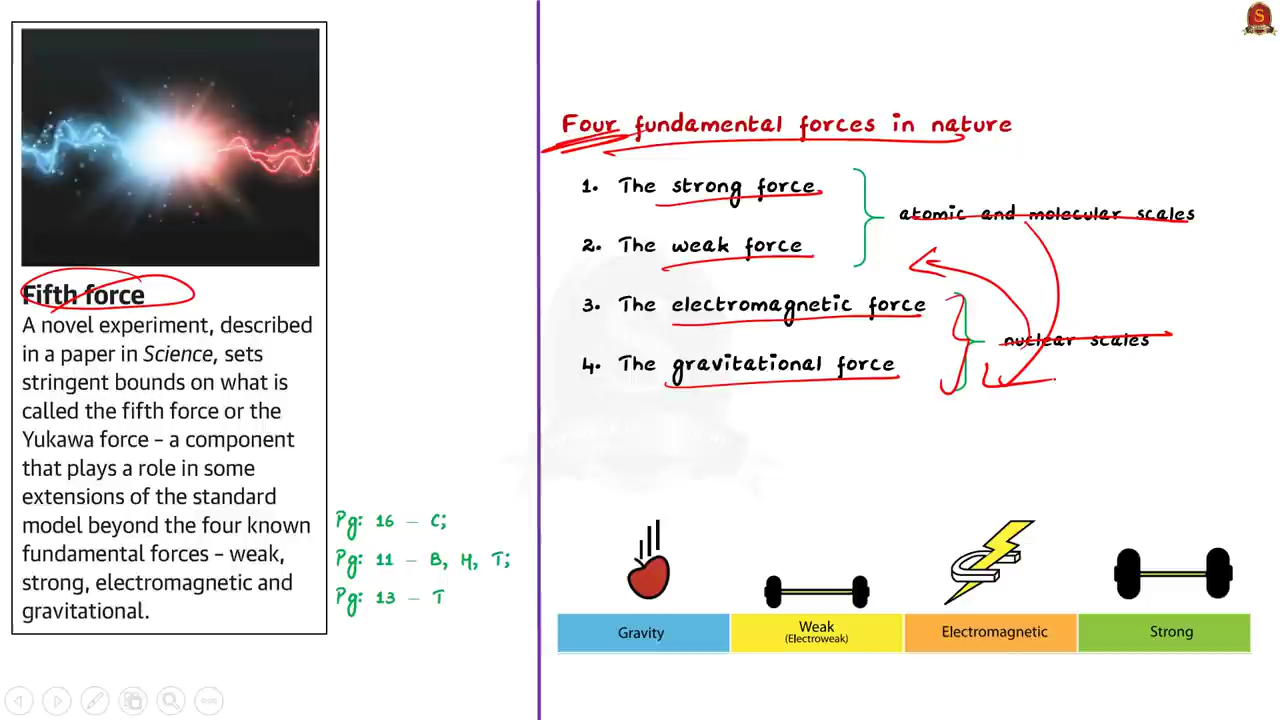 Fifth force
A novel experiment, described
in a paper in Science, sets
stringent bounds on what is
called the fifth force or the
Yukawa force – a component
that plays a role in some
extensions of the standard
model beyond the four known
fundamental forces – weak,
strong, electromagnetic and
gravitational.
Pg: 16 – C;
Pg: 11 – B, H, T;
Pg: 13 – T
Four fundamental forces in nature
1. The strong force
2. The weak force
atomic and molecular scales
3. The electromagnetic force
4. The gravitational force
nuclear scales
Gravity
Weak
(Electroweak)
Electromagnetic
Strong